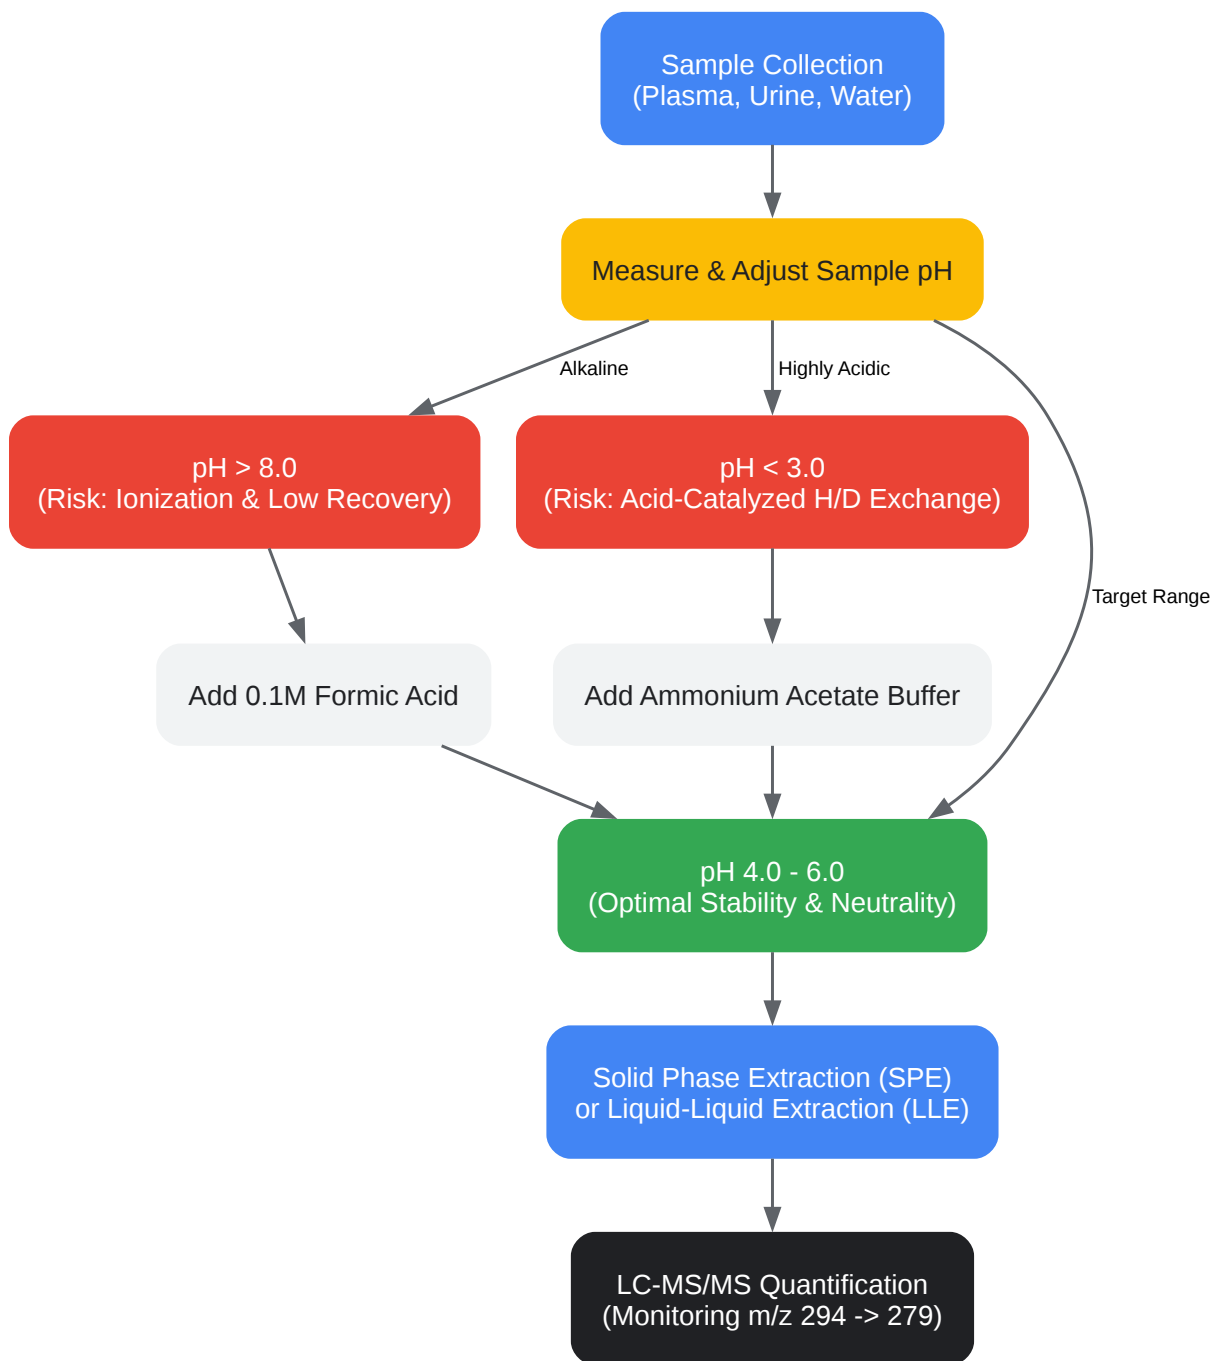 Sample Collection
(Plasma, Urine, Water)
Measure & Adjust Sample pH
Alkaline
Highly Acidic
pH > 8.0
(Risk: Ionization & Low Recovery)
pH < 3.0
(Risk: Acid-Catalyzed H/D Exchange)
Target Range
Add 0.1M Formic Acid
Add Ammonium Acetate Buffer
pH 4.0 - 6.0
(Optimal Stability & Neutrality)
Solid Phase Extraction (SPE)
or Liquid-Liquid Extraction (LLE)
LC-MS/MS Quantification
(Monitoring m/z 294 -> 279)